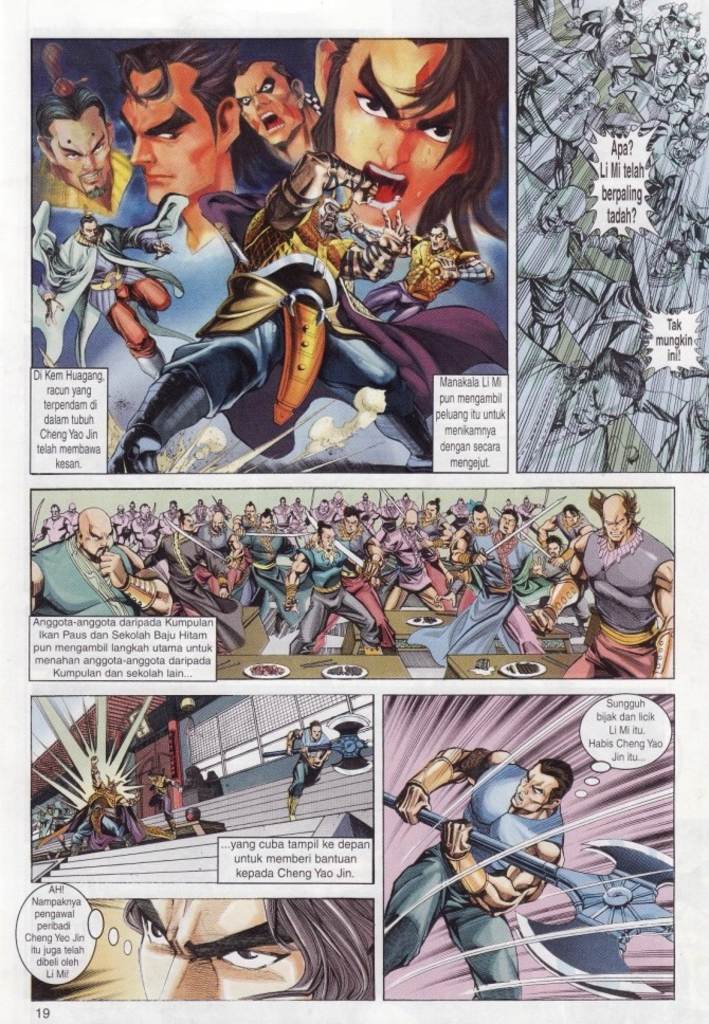 Di Kem Huagang,
racun yang
terpendam di
dalam tubuh
Cheng Yao Jin
telah membawa
kesan.
Manakala Li Mi
pun mengambil
peluang itu untuk
menikamnya
dengan secara
mengejut.
Apa?
Li Mi telah
berpaling
tadah?
Tak
mungkin
ini!
Anggota-anggota daripada Kumpulan
Ikan Paus dan Sekolah Baju Hitam
pun mengambil langkah utama untuk
menahan anggota-anggota daripada
Kumpulan dan sekolah lain...
...yang cuba tampil ke depan
untuk memberi bantuan
kepada Cheng Yao Jin.
Sungguh
bijak dan licik
Li Mi itu.
Habis Cheng Yao
Jin itu...
AH!
Nampaknya
pengawal
peribadi
Cheng Yeo Jin
itu juga telah
dibeli oleh
Li Mi!
19